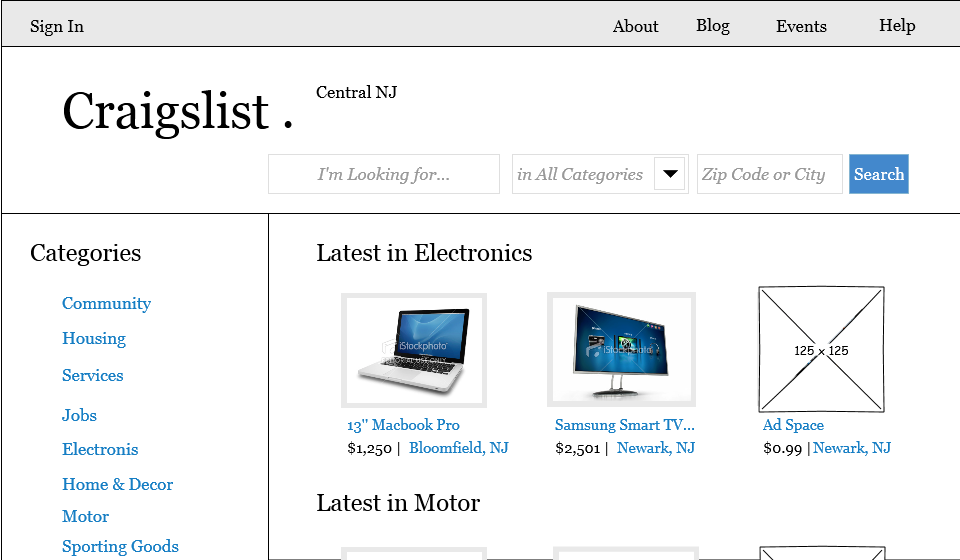 Sign In
About
Blog
Events
Help
Craigslist .
Central NJ
I'm Looking for...
in All Categories
Zip Code or City
Search
Categories
Community
Housing
Services
Jobs
Electronis
Home & Decor
Motor
Sporting Goods
Latest in Electronics
iStockphoto
iStockphoto
125 x 125
13" Macbook Pro
$1,250 | Bloomfield, NJ
Samsung Smart TV...
$2,501 | Newark, NJ
Ad Space
$0.99 | Newark, NJ
Latest in Motor